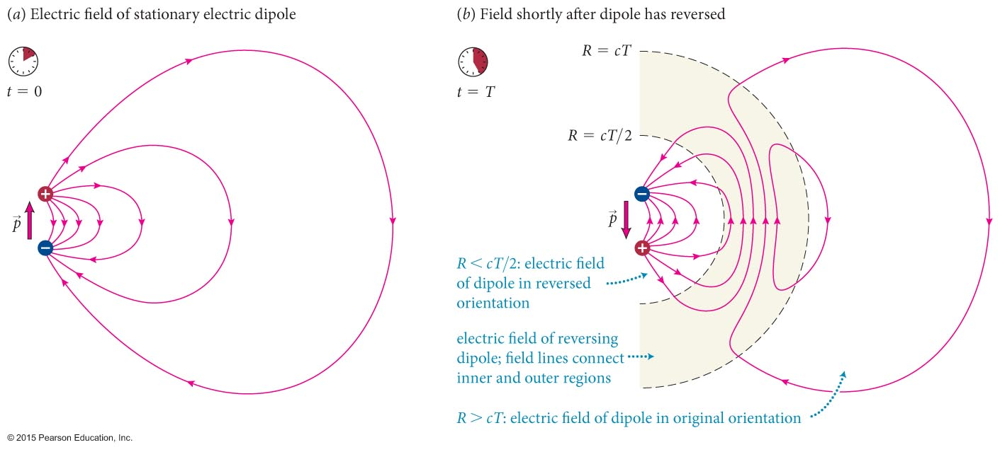 (a) Electric field of stationary electric dipole
t = 0
+
p⃗
−
(b) Field shortly after dipole has reversed
R = cT
t = T
R = cT/2
−
p⃗
+
R < cT/2: electric field
of dipole in reversed
orientation
electric field of reversing
dipole; field lines connect
inner and outer regions
R > cT: electric field of dipole in original orientation
© 2015 Pearson Education, Inc.